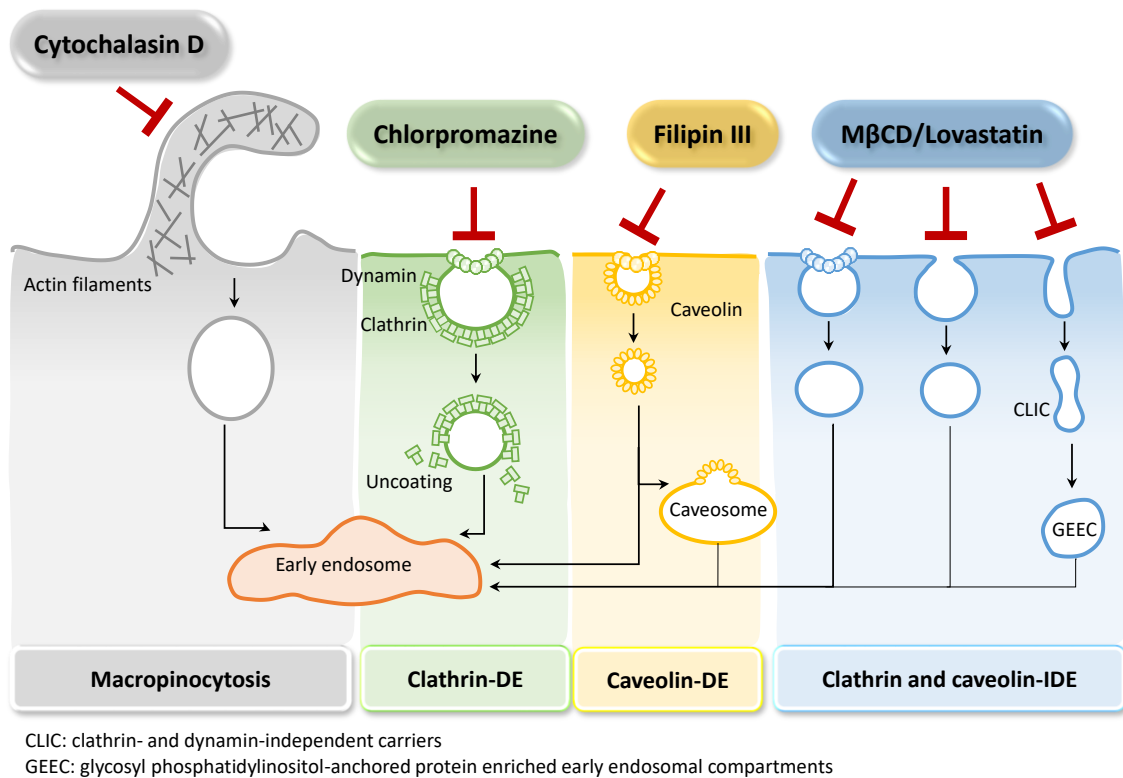 Cytochalasin D
Chlorpromazine
Filipin III
MβCD/Lovastatin
Actin filaments
Dynamin
Clathrin
Uncoating
Caveolin
Caveosome
CLIC
GEEC
Early endosome
Macropinocytosis
Clathrin-DE
Caveolin-DE
Clathrin and caveolin-IDE
CLIC: clathrin- and dynamin-independent carriers
GEEC: glycosyl phosphatidylinositol-anchored protein enriched early endosomal compartments